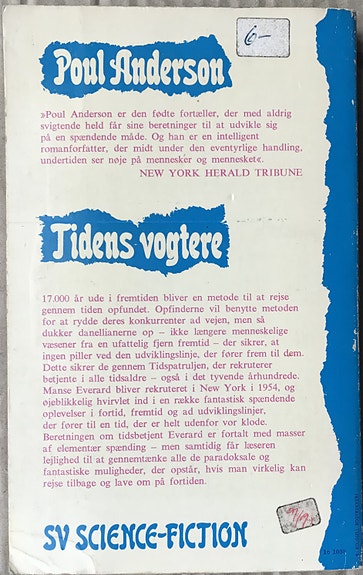 6-
Poul Anderson
»Poul Anderson er den fødte fortæller, der med aldrig
svigtende held får sine beretninger til at udvikle sig
på en spændende måde. Og han er en intelligent
romanforfatter, der midt under den eventyrlige handling,
undertiden ser nøje på mennesker og mennesket«.
NEW YORK HERALD TRIBUNE
Tidens vogtere
17.000 år ude i fremtiden bliver en metode til at rejse
gennem tiden opfundet. Opfinderne vil benytte metoden
for at rydde deres konkurrenter ad vejen, men så
dukker danellianerne op – ikke længere menneskelige
væsener fra en ufattelig fjern fremtid – der sikrer, at
ingen piller ved den udviklingslinje, der fører frem til dem.
Dette sikrer de gennem Tidspatruljen, der rekruterer
betjente i alle tidsaldre – også i det tyvende århundrede.
Manse Everard bliver rekruteret i New York i 1954, og
øjeblikkelig hvirvlet ind i en række fantastisk spændende
oplevelser i fortid, fremtid og ad udviklingslinjer,
der fører til en tid, der er helt udenfor vor klode.
Beretningen om tidsbetjent Everard er fortalt med masser
af elementær spænding – men samtidig får læseren
lejlighed til at gennemtænke alle de paradoksale og
fantastiske muligheder, der opstår, hvis man virkelig kan
rejse tilbage og lave om på fortiden.
SV SCIENCE-FICTION